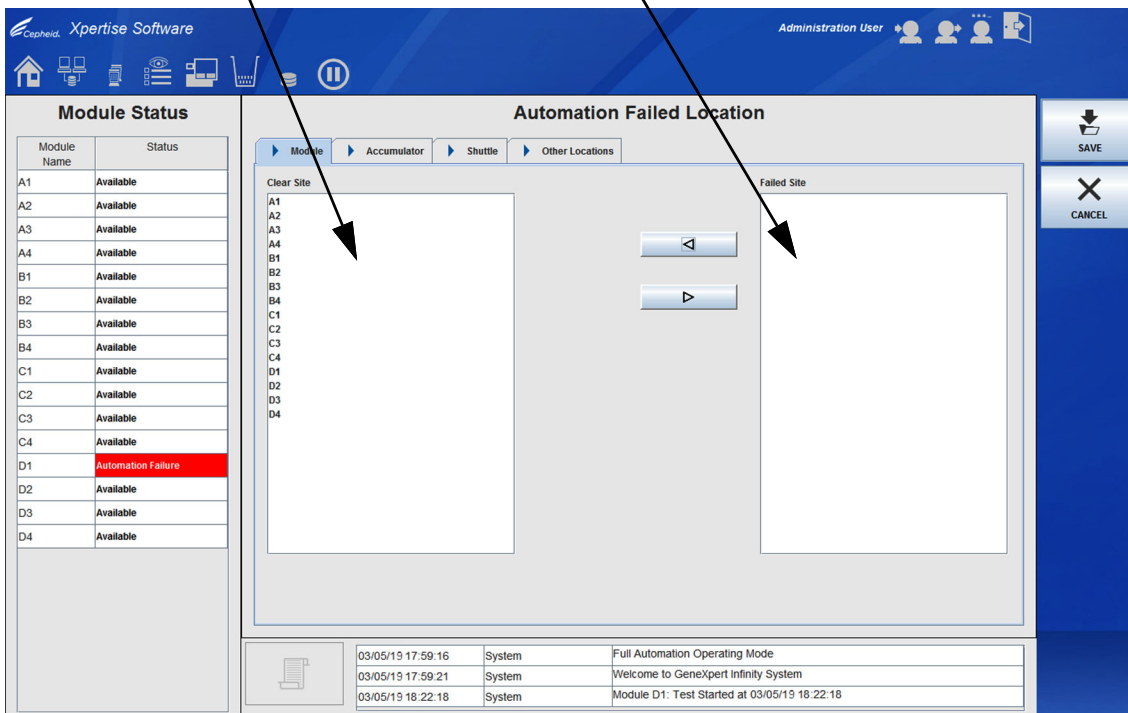 Cepheid. Xpertise Software
Administration User
Module Status
Module Name Status
A1 Available
A2 Available
A3 Available
A4 Available
B1 Available
B2 Available
B3 Available
B4 Available
C1 Available
C2 Available
C3 Available
C4 Available
D1 Automation Failure
D2 Available
D3 Available
D4 Available
Automation Failed Location
Module Accumulator Shuttle Other Locations
Clear Site
A1
A2
A3
A4
B1
B2
B3
B4
C1
C2
C3
C4
D1
D2
D3
D4
Failed Site
SAVE
CANCEL
03/05/19 17:59:16 System Full Automation Operating Mode
03/05/19 17:59:21 System Welcome to GeneXpert Infinity System
03/05/19 18:22:18 System Module D1: Test Started at 03/05/19 18:22:18